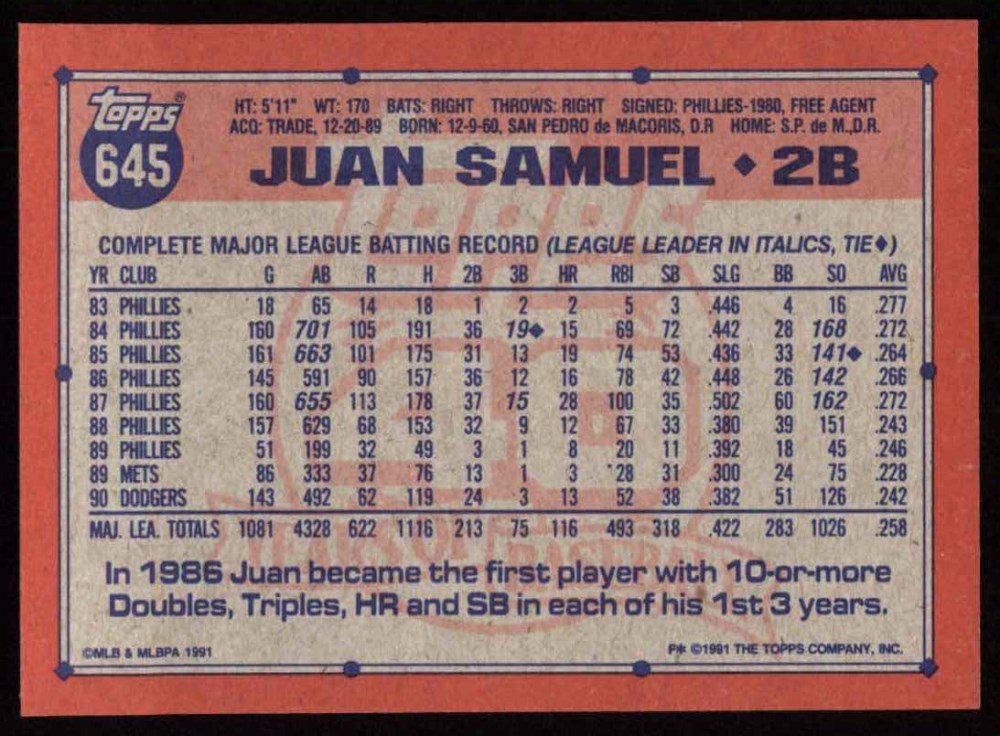 Topps®
645
HT: 5'11" WT: 170 BATS: RIGHT THROWS: RIGHT SIGNED: PHILLIES-1980, FREE AGENT
ACQ: TRADE, 12-20-89 BORN: 12-9-60, SAN PEDRO de MACORIS, D.R HOME: S.P. de M.,D.R.
JUAN SAMUEL ♦ 2B
COMPLETE MAJOR LEAGUE BATTING RECORD (LEAGUE LEADER IN ITALICS, TIE♦)
YR CLUB G AB R H 2B 3B HR RBI SB SLG BB SO AVG
83 PHILLIES 18 65 14 18 1 2 2 5 3 .446 4 16 .277
84 PHILLIES 160 701 105 191 36 19♦ 15 69 72 .442 28 168 .272
85 PHILLIES 161 663 101 175 31 13 19 74 53 .436 33 141♦ .264
86 PHILLIES 145 591 90 157 36 12 16 78 42 .448 26 142 .266
87 PHILLIES 160 655 113 178 37 15 28 100 35 .502 60 162 .272
88 PHILLIES 157 629 68 153 32 9 12 67 33 .380 39 151 .243
89 PHILLIES 51 199 32 49 3 1 8 20 11 .392 18 45 .246
89 METS 86 333 37 76 13 1 3 28 31 .300 24 75 .228
90 DODGERS 143 492 62 119 24 3 13 52 38 .382 51 126 .242
MAJ. LEA. TOTALS 1081 4328 622 1116 213 75 116 493 318 .422 283 1026 .258
TOPPS
40
YEARS OF BASEBALL
In 1986 Juan became the first player with 10-or-more
Doubles, Triples, HR and SB in each of his 1st 3 years.
©MLB & MLBPA 1991
F✻ ©1991 THE TOPPS COMPANY, INC.